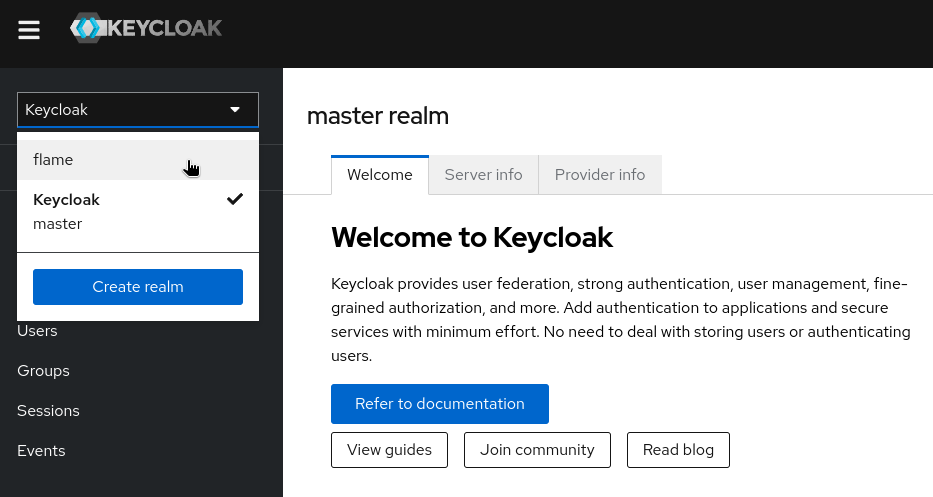 KEYCLOAK
Keycloak
flame
Keycloak
master
Create realm
Users
Groups
Sessions
Events
master realm
Welcome
Server info
Provider info
Welcome to Keycloak
Keycloak provides user federation, strong authentication, user management, fine-
grained authorization, and more. Add authentication to applications and secure
services with minimum effort. No need to deal with storing users or authenticating
users.
Refer to documentation
View guides
Join community
Read blog